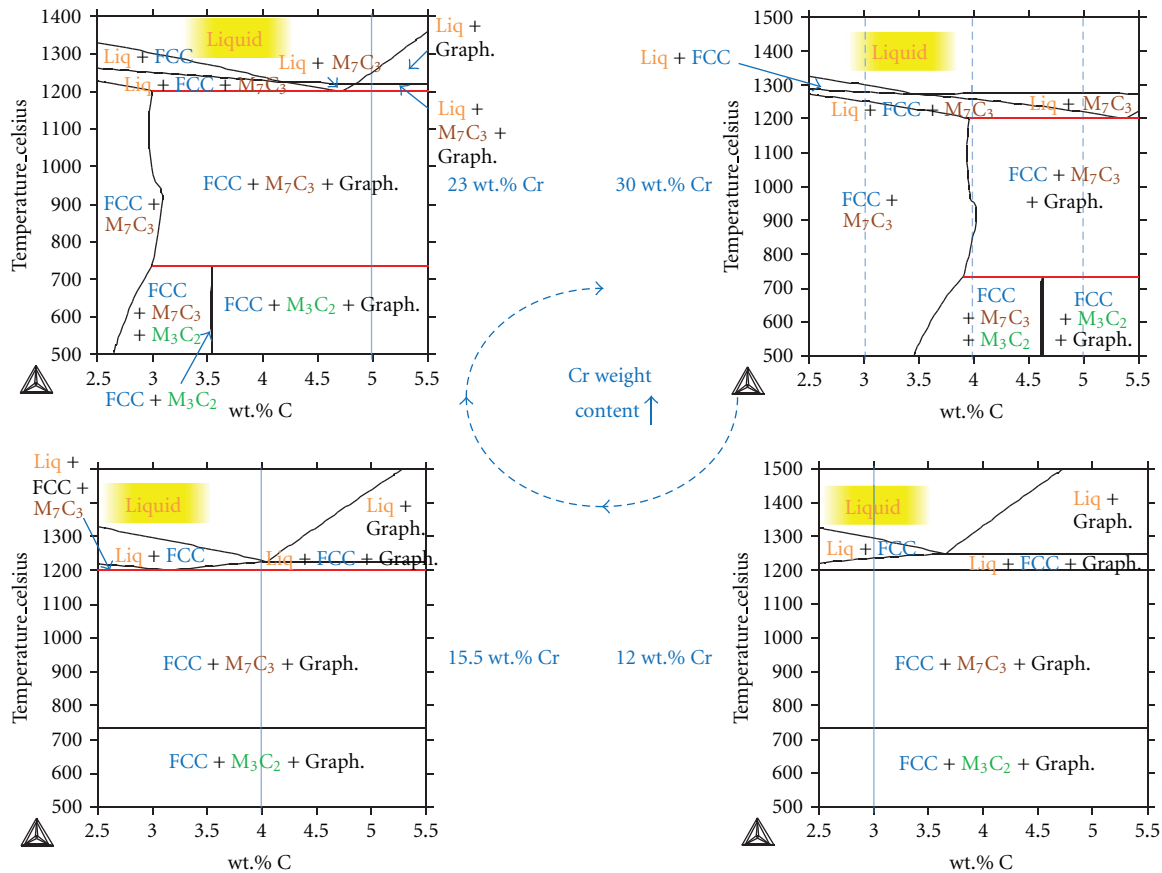 1400
1300
1200
1100
1000
900
800
700
600
500
Temperature_celsius
Liquid
Liq + FCC
Liq + M₇C₃
Liq + FCC + M₇C₃
Liq +
Graph.
Liq +
M₇C₃ +
Graph.
FCC + M₇C₃ + Graph.
FCC +
M₇C₃
FCC
+ M₇C₃
+ M₃C₂
FCC + M₃C₂ + Graph.
FCC + M₃C₂
2.5 3 3.5 4 4.5 5 5.5
wt.% C
23 wt.% Cr
1500
1400
1300
1200
1100
1000
900
800
700
600
500
Temperature_celsius
Liquid
Liq + FCC
Liq + FCC + M₇C₃
Liq + M₇C₃
FCC +
M₇C₃
FCC + M₇C₃
+ Graph.
FCC
+ M₇C₃
+ M₃C₂
FCC
+ M₃C₂
+ Graph.
2.5 3 3.5 4 4.5 5 5.5
wt.% C
30 wt.% Cr
Cr weight
content
Liq +
FCC +
M₇C₃
1300
1200
1100
1000
900
800
700
600
500
Temperature_celsius
Liquid
Liq +
Graph.
Liq + FCC
Liq + FCC + Graph.
FCC + M₇C₃ + Graph.
FCC + M₃C₂ + Graph.
2.5 3 3.5 4 4.5 5 5.5
wt.% C
15.5 wt.% Cr
1500
1400
1300
1200
1100
1000
900
800
700
600
500
Temperature_celsius
Liquid
Liq +
Graph.
Liq + FCC
Liq + FCC + Graph.
FCC + M₇C₃ + Graph.
FCC + M₃C₂ + Graph.
2.5 3 3.5 4 4.5 5 5.5
wt.% C
12 wt.% Cr